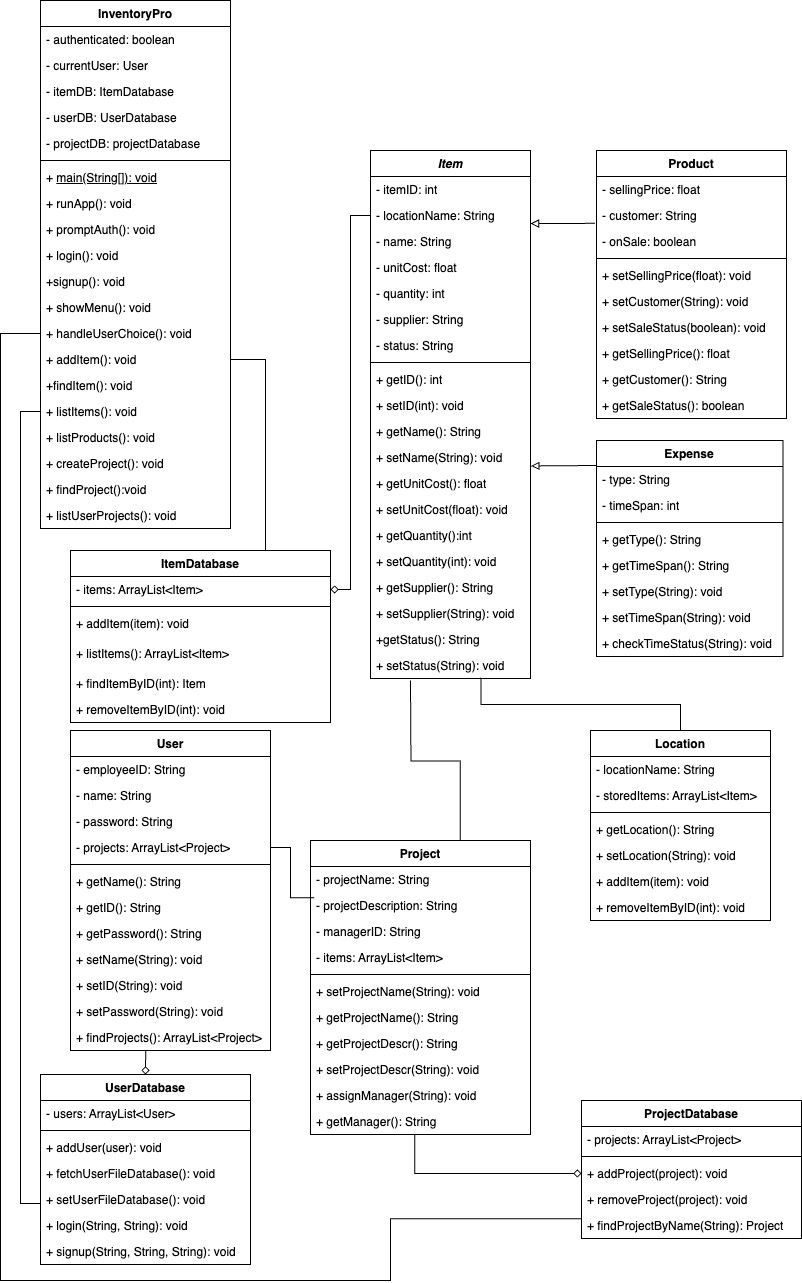 InventoryPro
- authenticated: boolean
- currentUser: User
- itemDB: ItemDatabase
- userDB: UserDatabase
- projectDB: projectDatabase
+ main(String[]): void
+ runApp(): void
+ promptAuth(): void
+ login(): void
+signup(): void
+ showMenu(): void
+ handleUserChoice(): void
+ addItem(): void
+findItem(): void
+ listItems(): void
+ listProducts(): void
+ createProject(): void
+ findProject():void
+ listUserProjects(): void
Item
- itemID: int
- locationName: String
- name: String
- unitCost: float
- quantity: int
- supplier: String
- status: String
+ getID(): int
+ setID(int): void
+ getName(): String
+ setName(String): void
+ getUnitCost(): float
+ setUnitCost(float): void
+ getQuantity():int
+ setQuantity(int): void
+ getSupplier(): String
+ setSupplier(String): void
+getStatus(): String
+ setStatus(String): void
Product
- sellingPrice: float
- customer: String
- onSale: boolean
+ setSellingPrice(float): void
+ setCustomer(String): void
+ setSaleStatus(boolean): void
+ getSellingPrice(): float
+ getCustomer(): String
+ getSaleStatus(): boolean
Expense
- type: String
- timeSpan: int
+ getType(): String
+ getTimeSpan(): String
+ setType(String): void
+ setTimeSpan(String): void
+ checkTimeStatus(String): void
ItemDatabase
- items: ArrayList<Item>
+ addItem(item): void
+ listItems(): ArrayList<Item>
+ findItemByID(int): Item
+ removeItemByID(int): void
User
- employeeID: String
- name: String
- password: String
- projects: ArrayList<Project>
+ getName(): String
+ getID(): String
+ getPassword(): String
+ setName(String): void
+ setID(String): void
+ setPassword(String): void
+ findProjects(): ArrayList<Project>
Location
- locationName: String
- storedItems: ArrayList<Item>
+ getLocation(): String
+ setLocation(String): void
+ addItem(item): void
+ removeItemByID(int): void
Project
- projectName: String
- projectDescription: String
- managerID: String
- items: ArrayList<Item>
+ setProjectName(String): void
+ getProjectName(): String
+ getProjectDescr(): String
+ setProjectDescr(String): void
+ assignManager(String): void
+ getManager(): String
UserDatabase
- users: ArrayList<User>
+ addUser(user): void
+ fetchUserFileDatabase(): void
+ setUserFileDatabase(): void
+ login(String, String): void
+ signup(String, String, String): void
ProjectDatabase
- projects: ArrayList<Project>
+ addProject(project): void
+ removeProject(project): void
+ findProjectByName(String): Project